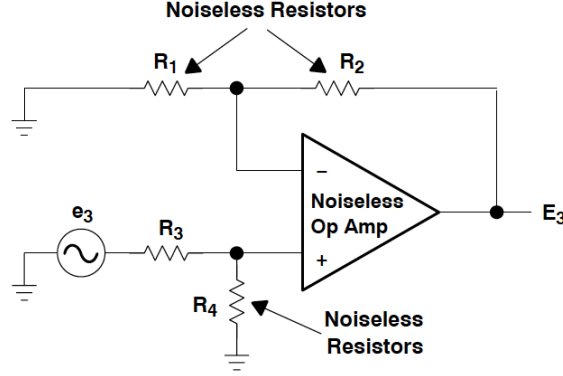 Noiseless Resistors
R1
R2
−
Noiseless
Op Amp
E3
e3
R3
+
R4
Noiseless
Resistors